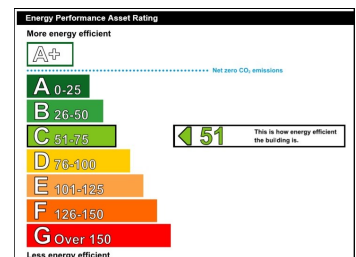 Energy Performance Asset Rating
More energy efficient
A+
Net zero CO₂ emissions
A 0-25
B 26-50
C 51-75
51 This is how energy efficient
the building is.
D 76-100
E 101-125
F 126-150
G Over 150
Less energy efficient